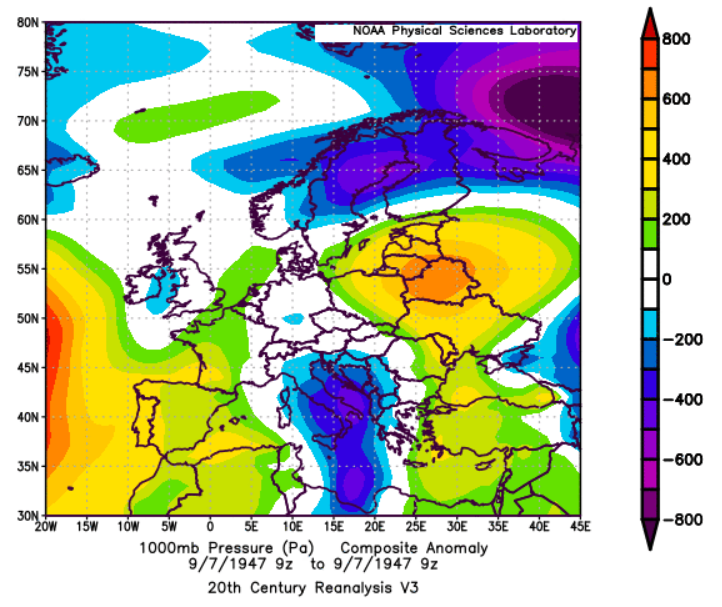 NOAA Physical Sciences Laboratory
80N
75N
70N
65N
60N
55N
50N
45N
40N
35N
30N
20W 15W 10W 5W 0 5E 10E 15E 20E 25E 30E 35E 40E 45E
800
600
400
200
0
−200
−400
−600
−800
1000mb Pressure (Pa) Composite Anomaly
9/7/1947 9z to 9/7/1947 9z
20th Century Reanalysis V3